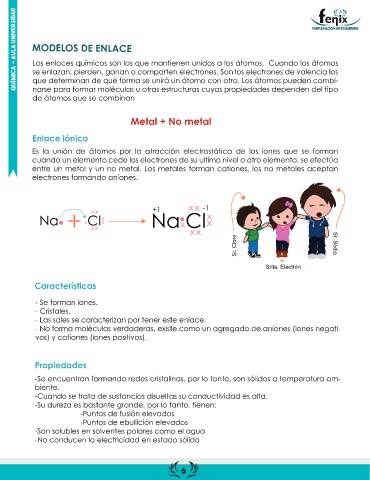 QUÍMICA - AULA UNIVERSIDAD
fenix
PREPARACION DE EXÁMENES
MODELOS DE ENLACE
Los enlaces químicos son los que mantienen unidos a los átomos. Cuando los átomos
se enlazan, pierden, ganan o comparten electrones. Son los electrones de valencia los
que determinan de qué forma se unirá un átomo con otro. Los átomos pueden combi-
narse para formar moléculas u otras estructuras cuyas propiedades dependen del tipo
de átomos que se combinan
Metal + No metal
Enlace iónico
Es la unión de átomos por la atracción electrostática de los iones que se forman
cuando un elemento cede los electrones de su ultimo nivel a otro elemento, se efectúa
entre un metal y un no metal. Los metales forman cationes, los no metales aceptan
electrones formando aniones.
Na + Cl
+1 -1
Na Cl
Sr. Cloro
Sr. Sodio
Srita. Electrón
Características
- Se forman iones.
- Cristales.
- Las sales se caracterizan por tener este enlace.
- No forma moléculas verdaderas, existe como un agregado de aniones (iones negati-
vos) y cationes (iones positivos).
Propiedades
-Se encuentran formando redes cristalinas, por lo tanto, son sólidos a temperatura am-
biente.
-Cuando se trata de sustancias disueltas su conductividad es alta.
-Su dureza es bastante grande, por lo tanto, tienen:
-Puntos de fusión elevados
-Puntos de ebullición elevados
-Son solubles en solventes polares como el agua
-No conducen la electricidad en estado sólido
6